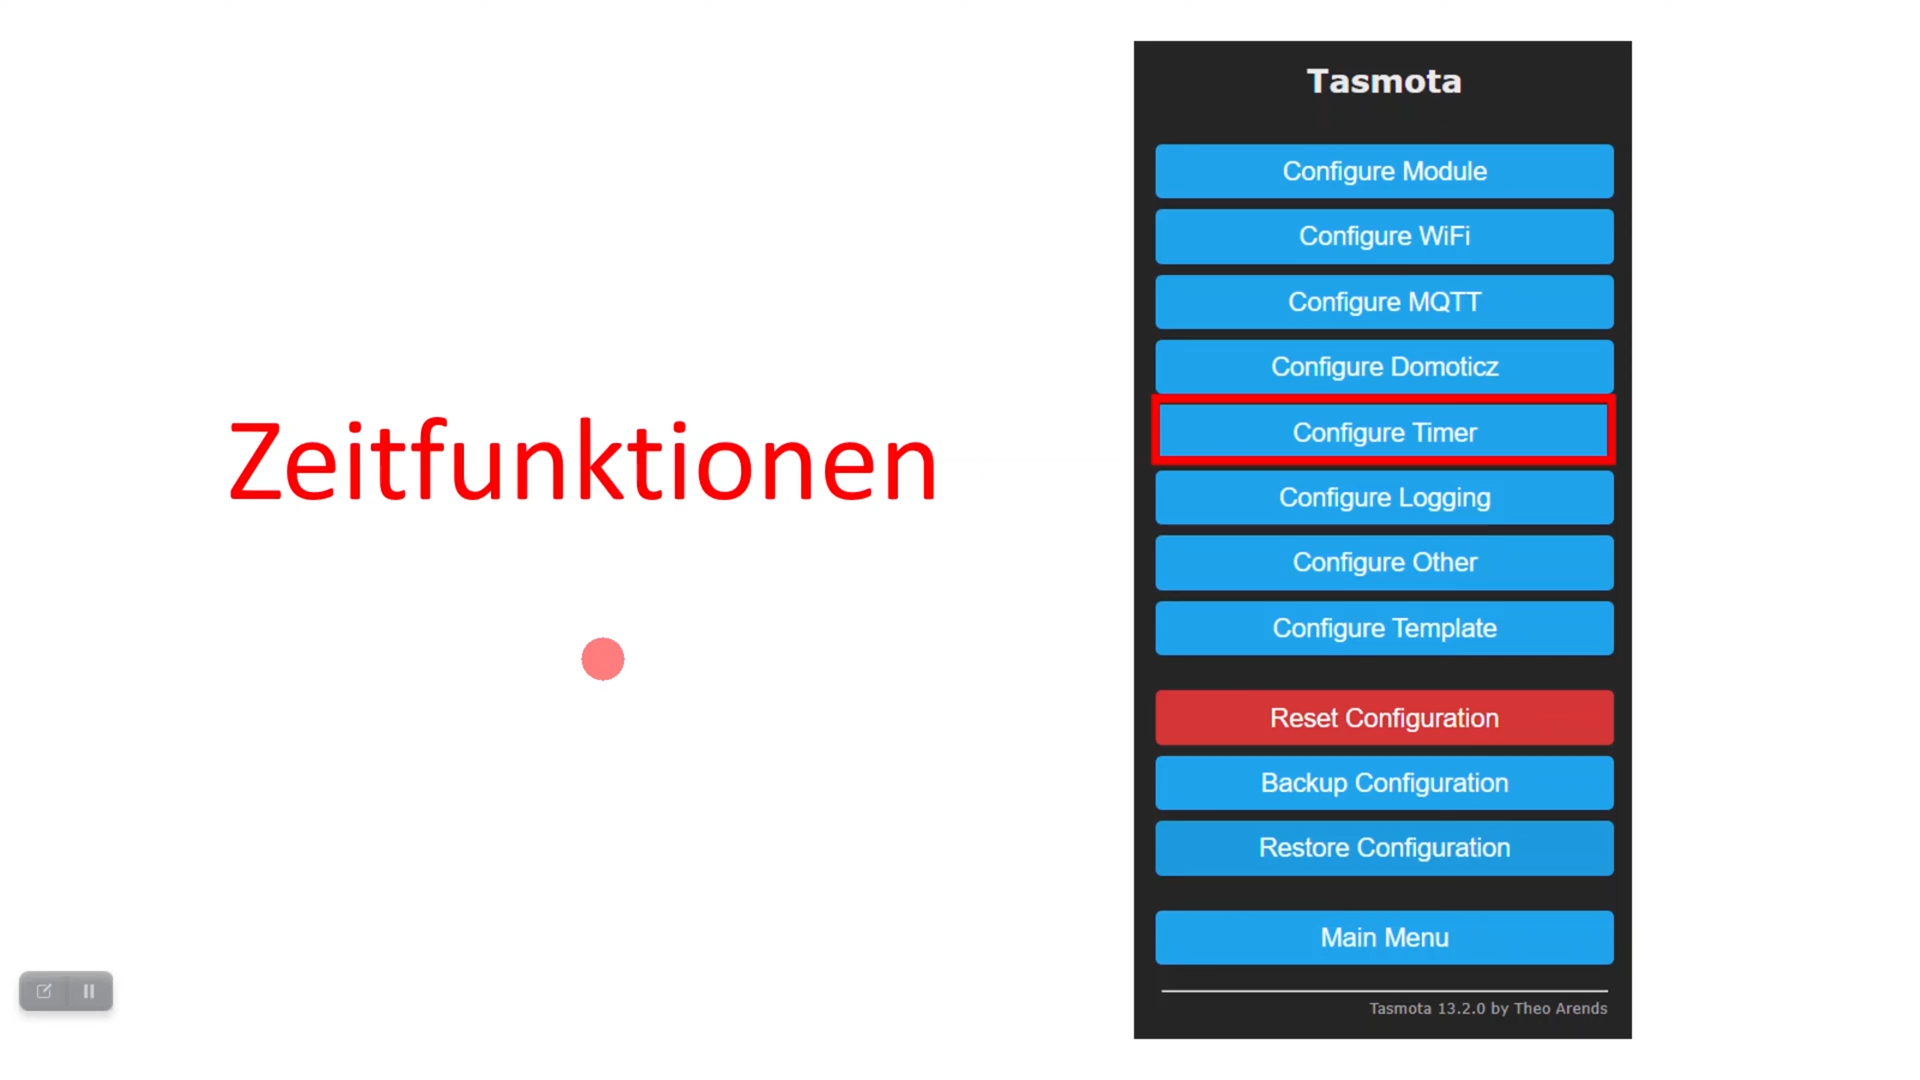 Zeitfunktionen
Tasmota
Configure Module
Configure WiFi
Configure MQTT
Configure Domoticz
Configure Timer
Configure Logging
Configure Other
Configure Template
Reset Configuration
Backup Configuration
Restore Configuration
Main Menu
Tasmota 13.2.0 by Theo Arends